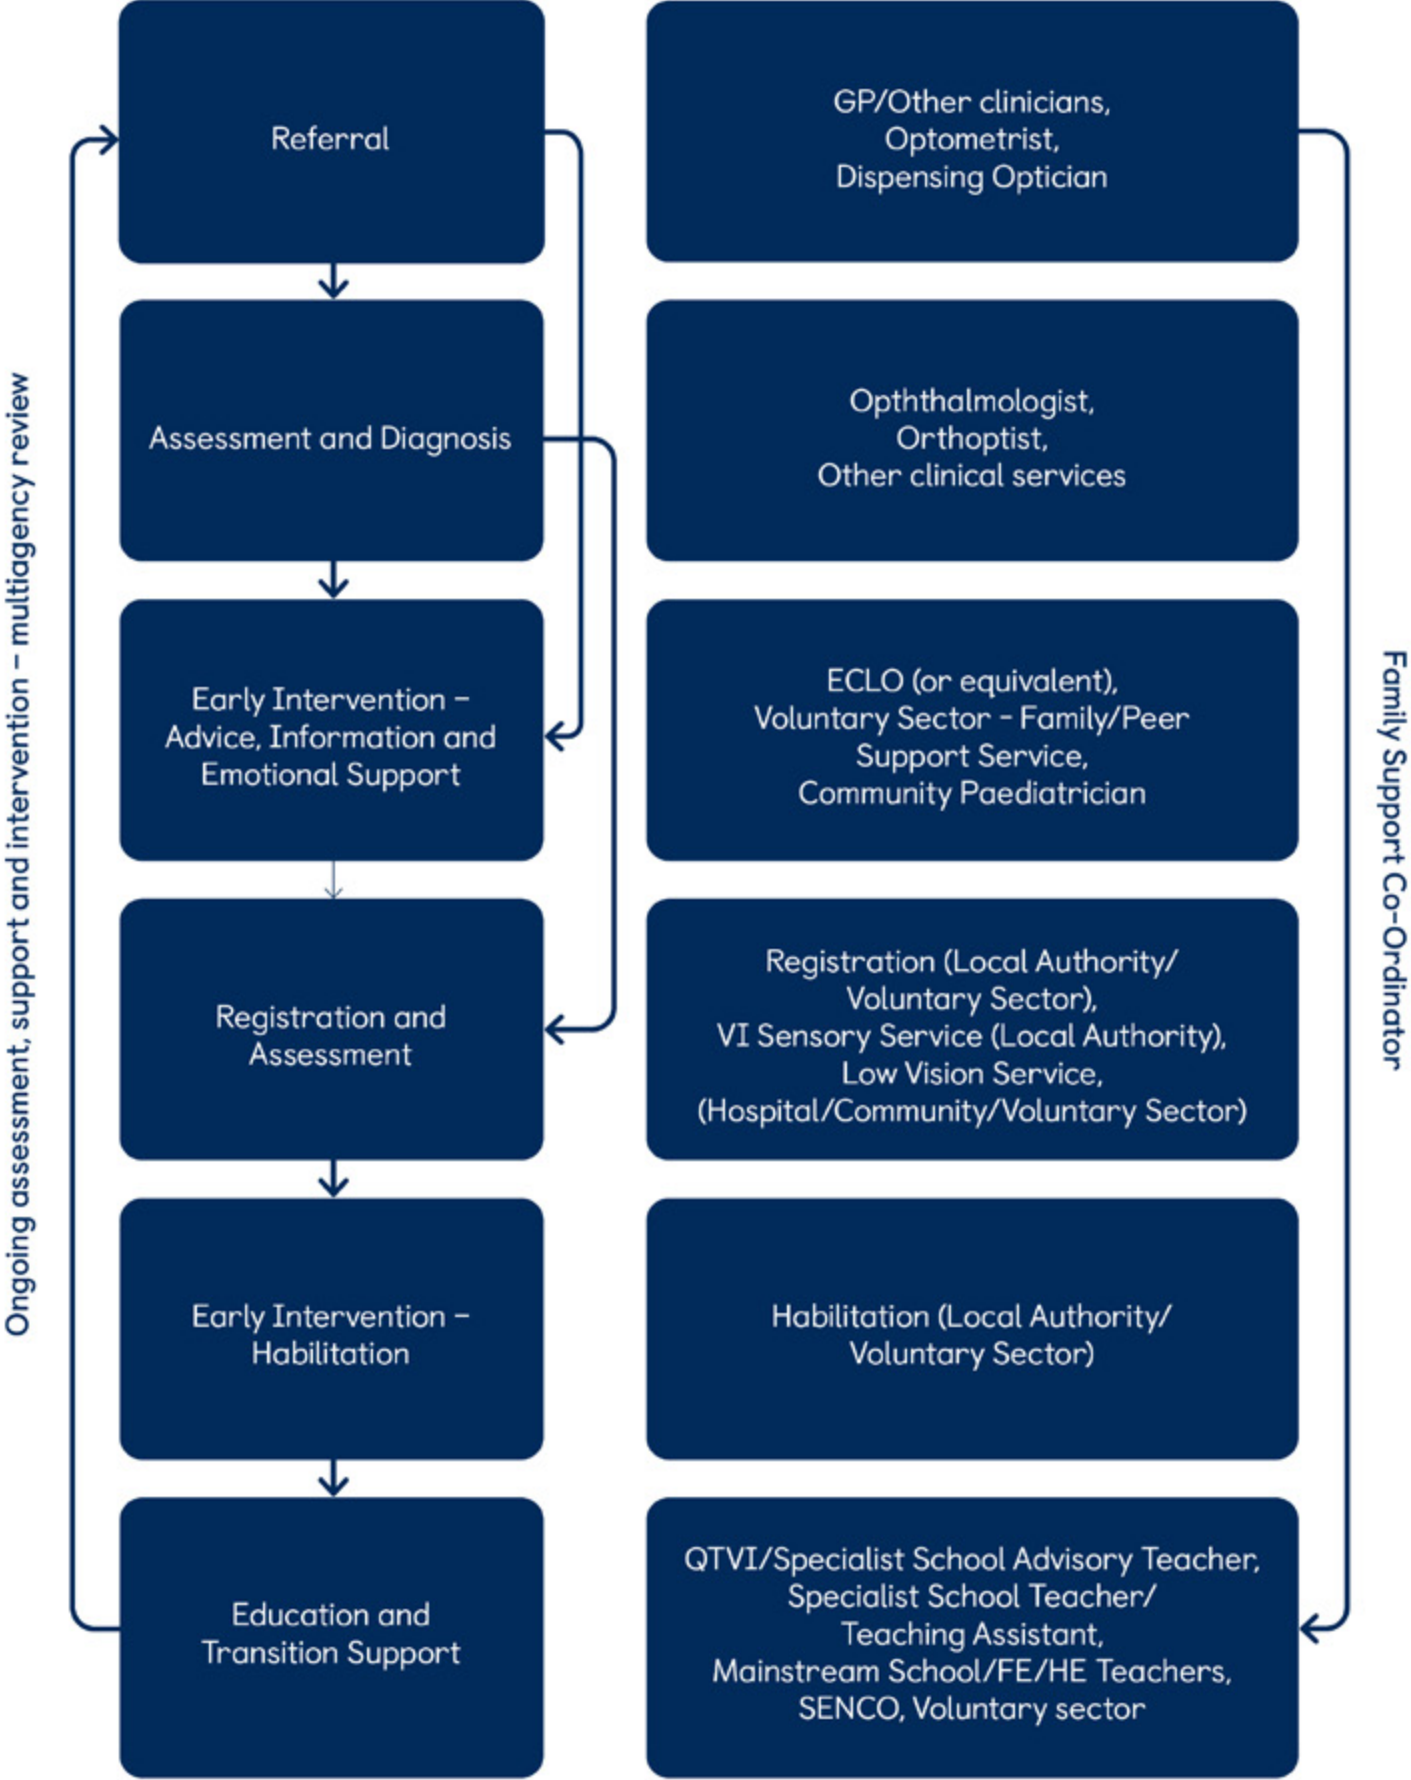 Referral
GP/Other clinicians,
Optometrist,
Dispensing Optician
Assessment and Diagnosis
Opththalmologist,
Orthoptist,
Other clinical services
Early Intervention –
Advice, Information and
Emotional Support
ECLO (or equivalent),
Voluntary Sector – Family/Peer
Support Service,
Community Paediatrician
Registration and
Assessment
Registration (Local Authority/
Voluntary Sector),
VI Sensory Service (Local Authority),
Low Vision Service,
(Hospital/Community/Voluntary Sector)
Early Intervention –
Habilitation
Habilitation (Local Authority/
Voluntary Sector)
Education and
Transition Support
QTVI/Specialist School Advisory Teacher,
Specialist School Teacher/
Teaching Assistant,
Mainstream School/FE/HE Teachers,
SENCO, Voluntary sector
Ongoing assessment, support and intervention – multiagency review
Family Support Co-Ordinator